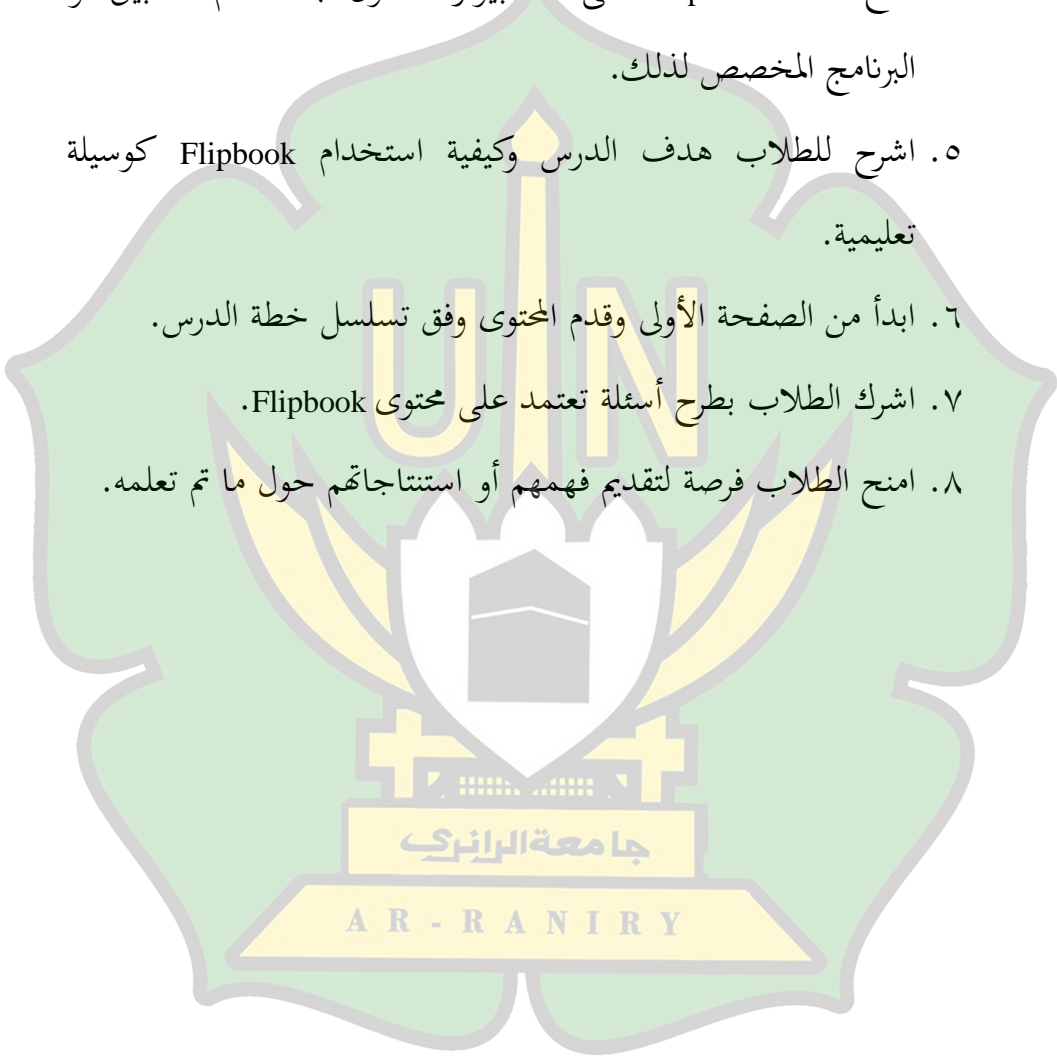 البرنامج المخصص لذلك.
٥. اشرح للطلاب هدف الدرس وكيفية استخدام Flipbook كوسيلة
تعليمية.
٦. ابدأ من الصفحة الأولى وقدم المحتوى وفق تسلسل خطة الدرس.
٧. اشرك الطلاب بطرح أسئلة تعتمد على محتوى Flipbook.
٨. امنح الطلاب فرصة لتقديم فهمهم أو استنتاجاتهم حول ما تم تعلمه.
UIN
جامعة الرانري
AR-RANIRY